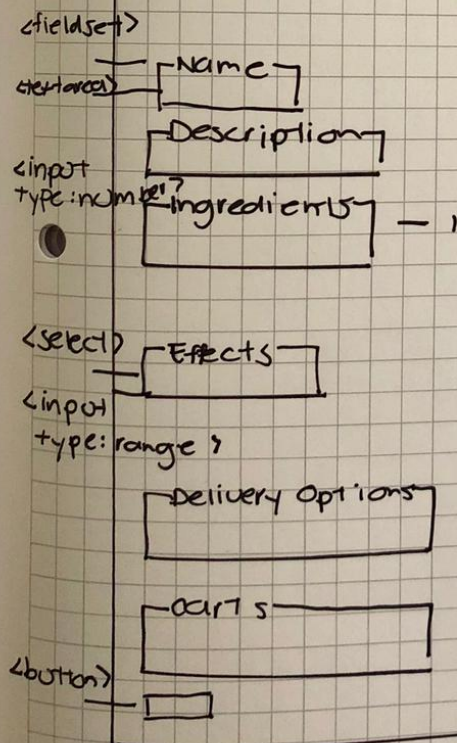 <fieldset>
Name
<textarea>
Description
<input
type:number>
Ingredients
<select>
Effects
<input
type:range>
Delivery Options
<button>